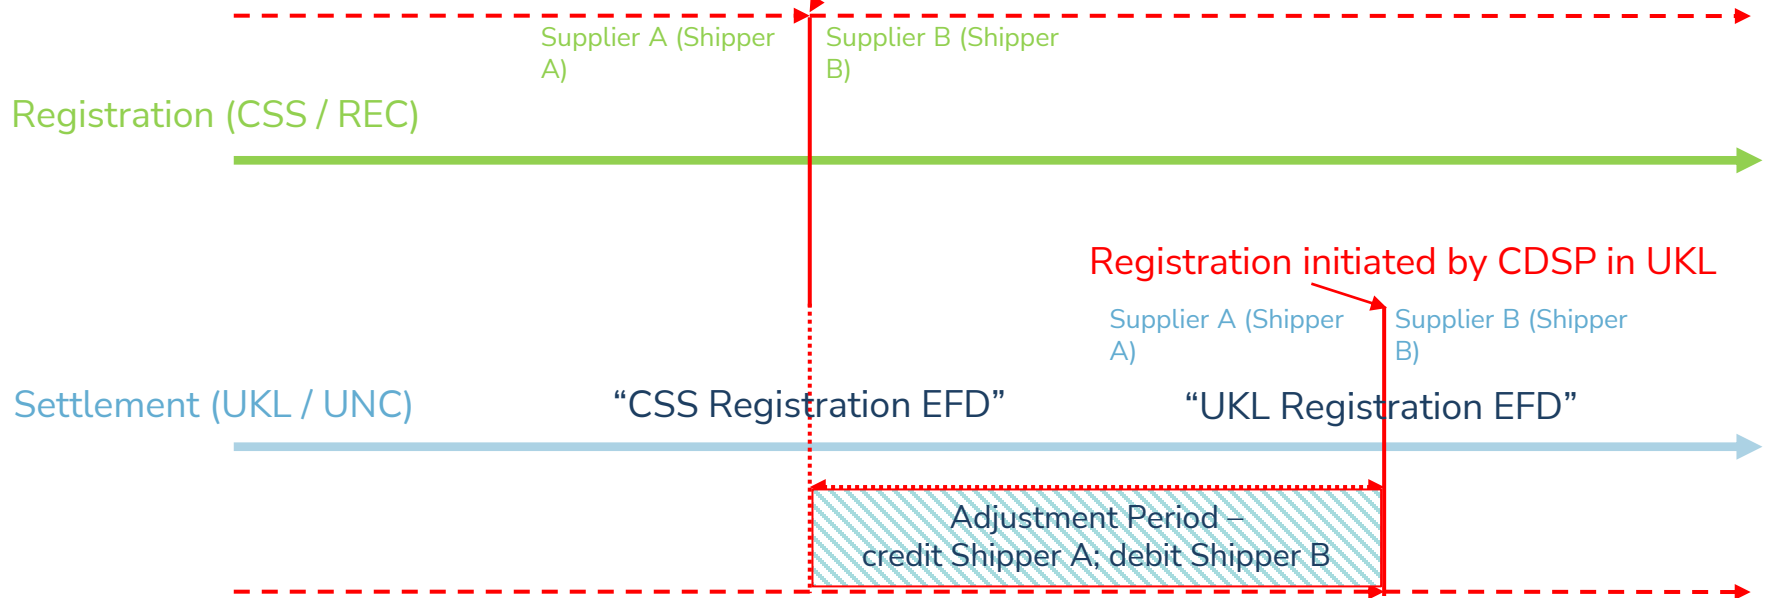 Supplier A (Shipper
A)
Supplier B (Shipper
B)
Registration (CSS / REC)
Registration initiated by CDSP in UKL
Supplier A (Shipper
A)
Supplier B (Shipper
B)
Settlement (UKL / UNC)
“CSS Registration EFD”
“UKL Registration EFD”
Adjustment Period –
credit Shipper A; debit Shipper B